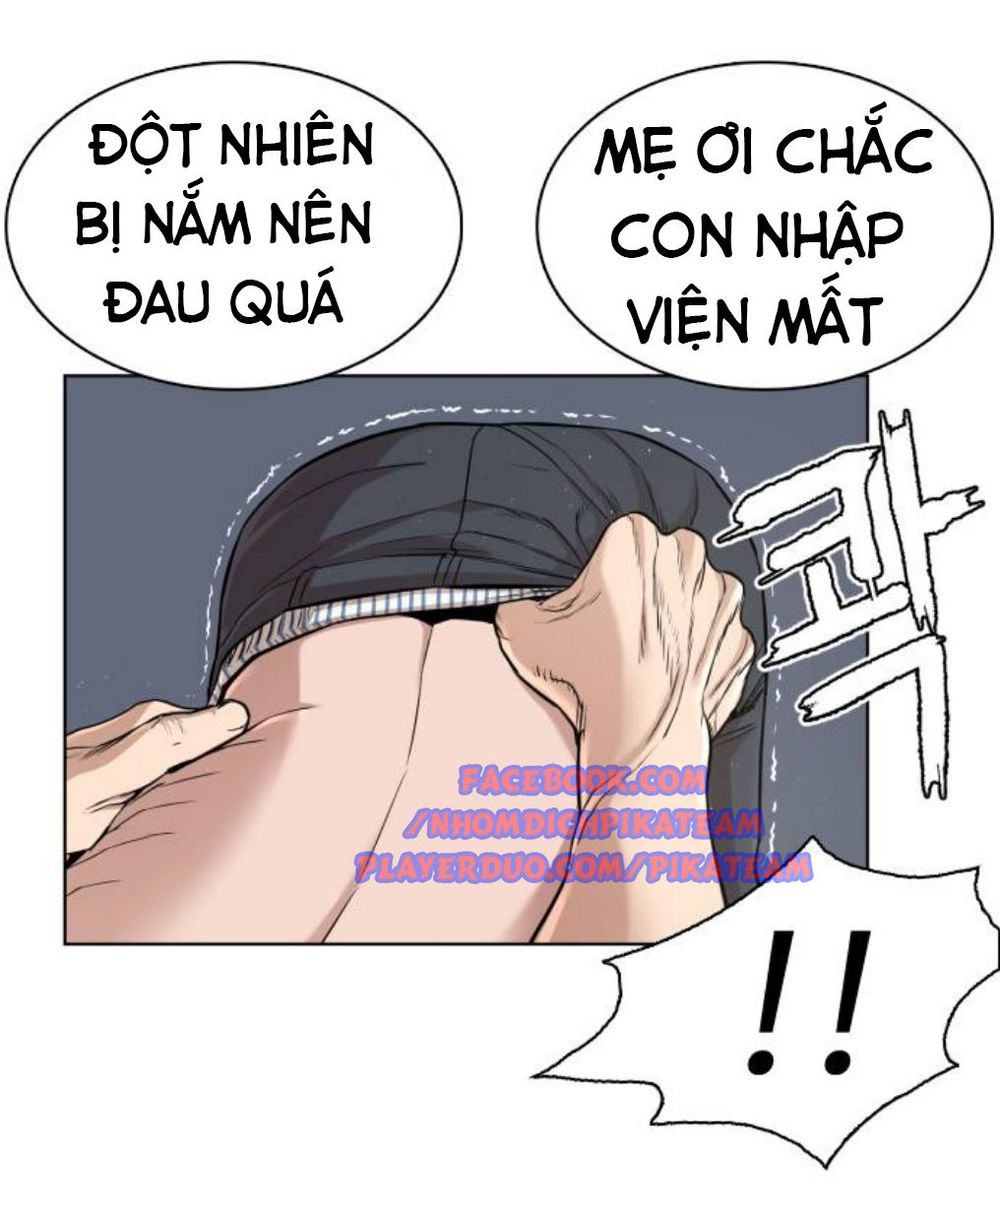 ĐỘT NHIÊN
BỊ NẮM NÊN
ĐAU QUÁ
MẸ ƠI CHẮC
CON NHẬP
VIỆN MẤT
콱
FACEBOOK.COM
/NHOMDICHPIKATEAM
PLAYERDUO.COM/PIKATEAM
!!